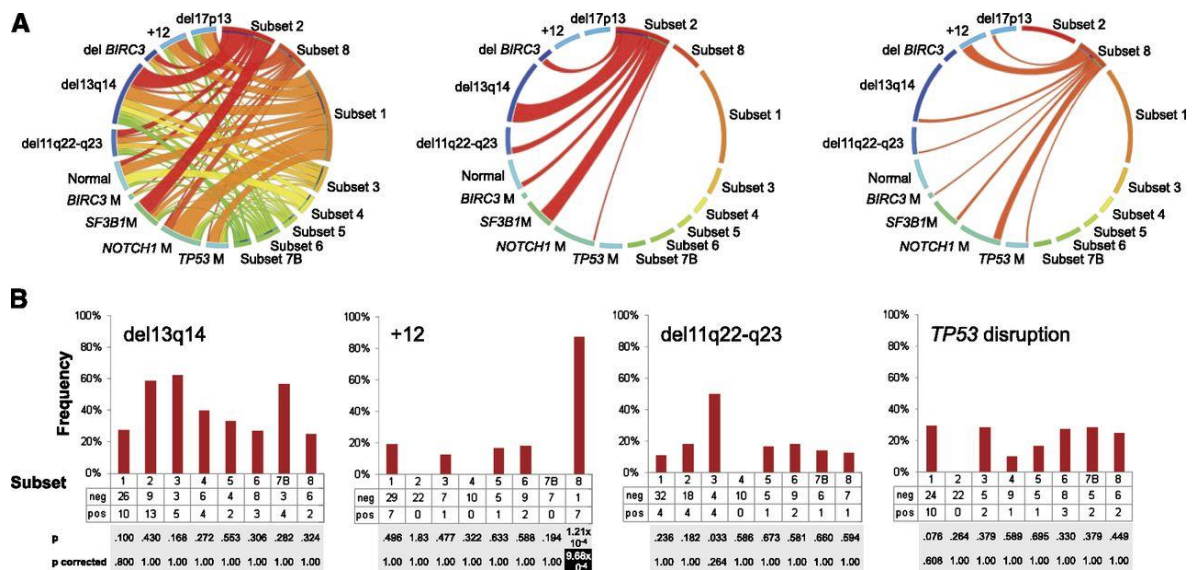 A
del17p13 Subset 2
+12 Subset 8
del BIRC3
del13q14
Subset 1
del11q22-q23
Normal
Subset 3
BIRC3 M
Subset 4
SF3B1M
Subset 5
NOTCH1 M
Subset 6
TP53 M Subset 7B
del17p13 Subset 2
+12
del BIRC3 Subset 8
del13q14
Subset 1
del11q22-q23
Normal
Subset 3
BIRC3 M
Subset 4
SF3B1M
Subset 5
NOTCH1 M
Subset 6
TP53 M Subset 7B
del17p13 Subset 2
+12 Subset 8
del BIRC3
del13q14
Subset 1
del11q22-q23
Normal
Subset 3
BIRC3 M
Subset 4
SF3B1M
Subset 5
NOTCH1 M
Subset 6
TP53 M Subset 7B
B
del13q14
Frequency
100%
80%
60%
40%
20%
0%
Subset 1 2 3 4 5 6 7B 8
neg 26 9 3 6 4 8 3 6
pos 10 13 5 4 2 3 4 2
p .100 .430 .168 .272 .553 .306 .282 .324
p corrected .800 1.00 1.00 1.00 1.00 1.00 1.00 1.00
+12
100%
80%
60%
40%
20%
0%
1 2 3 4 5 6 7B 8
29 22 7 10 5 9 7 1
7 0 1 0 1 2 0 7
.496 1.83 .477 .322 .633 .588 .194 1.21x
10⁻⁴
1.00 1.00 1.00 1.00 1.00 1.00 1.00 9.68x
0⁻⁴
del11q22-q23
100%
80%
60%
40%
20%
0%
1 2 3 4 5 6 7B 8
neg 32 18 4 10 5 9 6 7
pos 4 4 4 0 1 2 1 1
.236 .182 .033 .586 .673 .581 .660 .594
1.00 1.00 .264 1.00 1.00 1.00 1.00 1.00
TP53 disruption
100%
80%
60%
40%
20%
0%
1 2 3 4 5 6 7B 8
neg 24 22 5 9 5 8 5 6
pos 10 0 2 1 1 3 2 2
.076 .264 .379 .589 .695 .330 .379 .449
.608 1.00 1.00 1.00 1.00 1.00 1.00 1.00